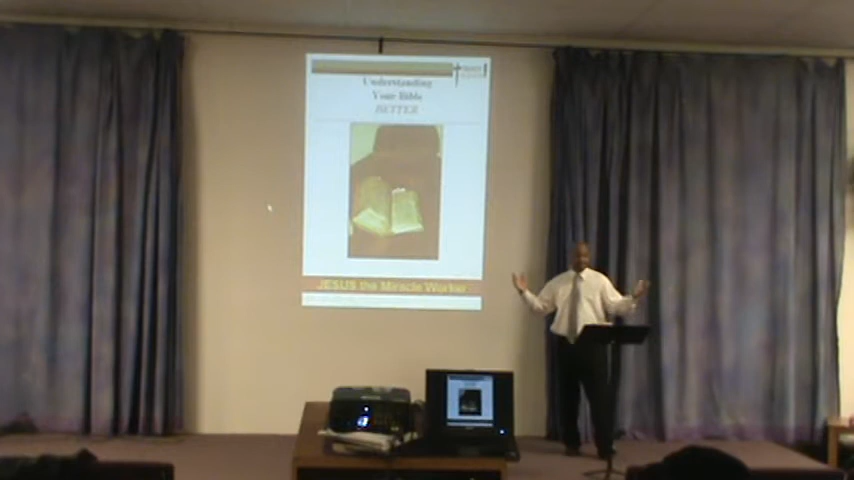 Understanding
Your Bible
BETTER
JESUS the Miracle Worker